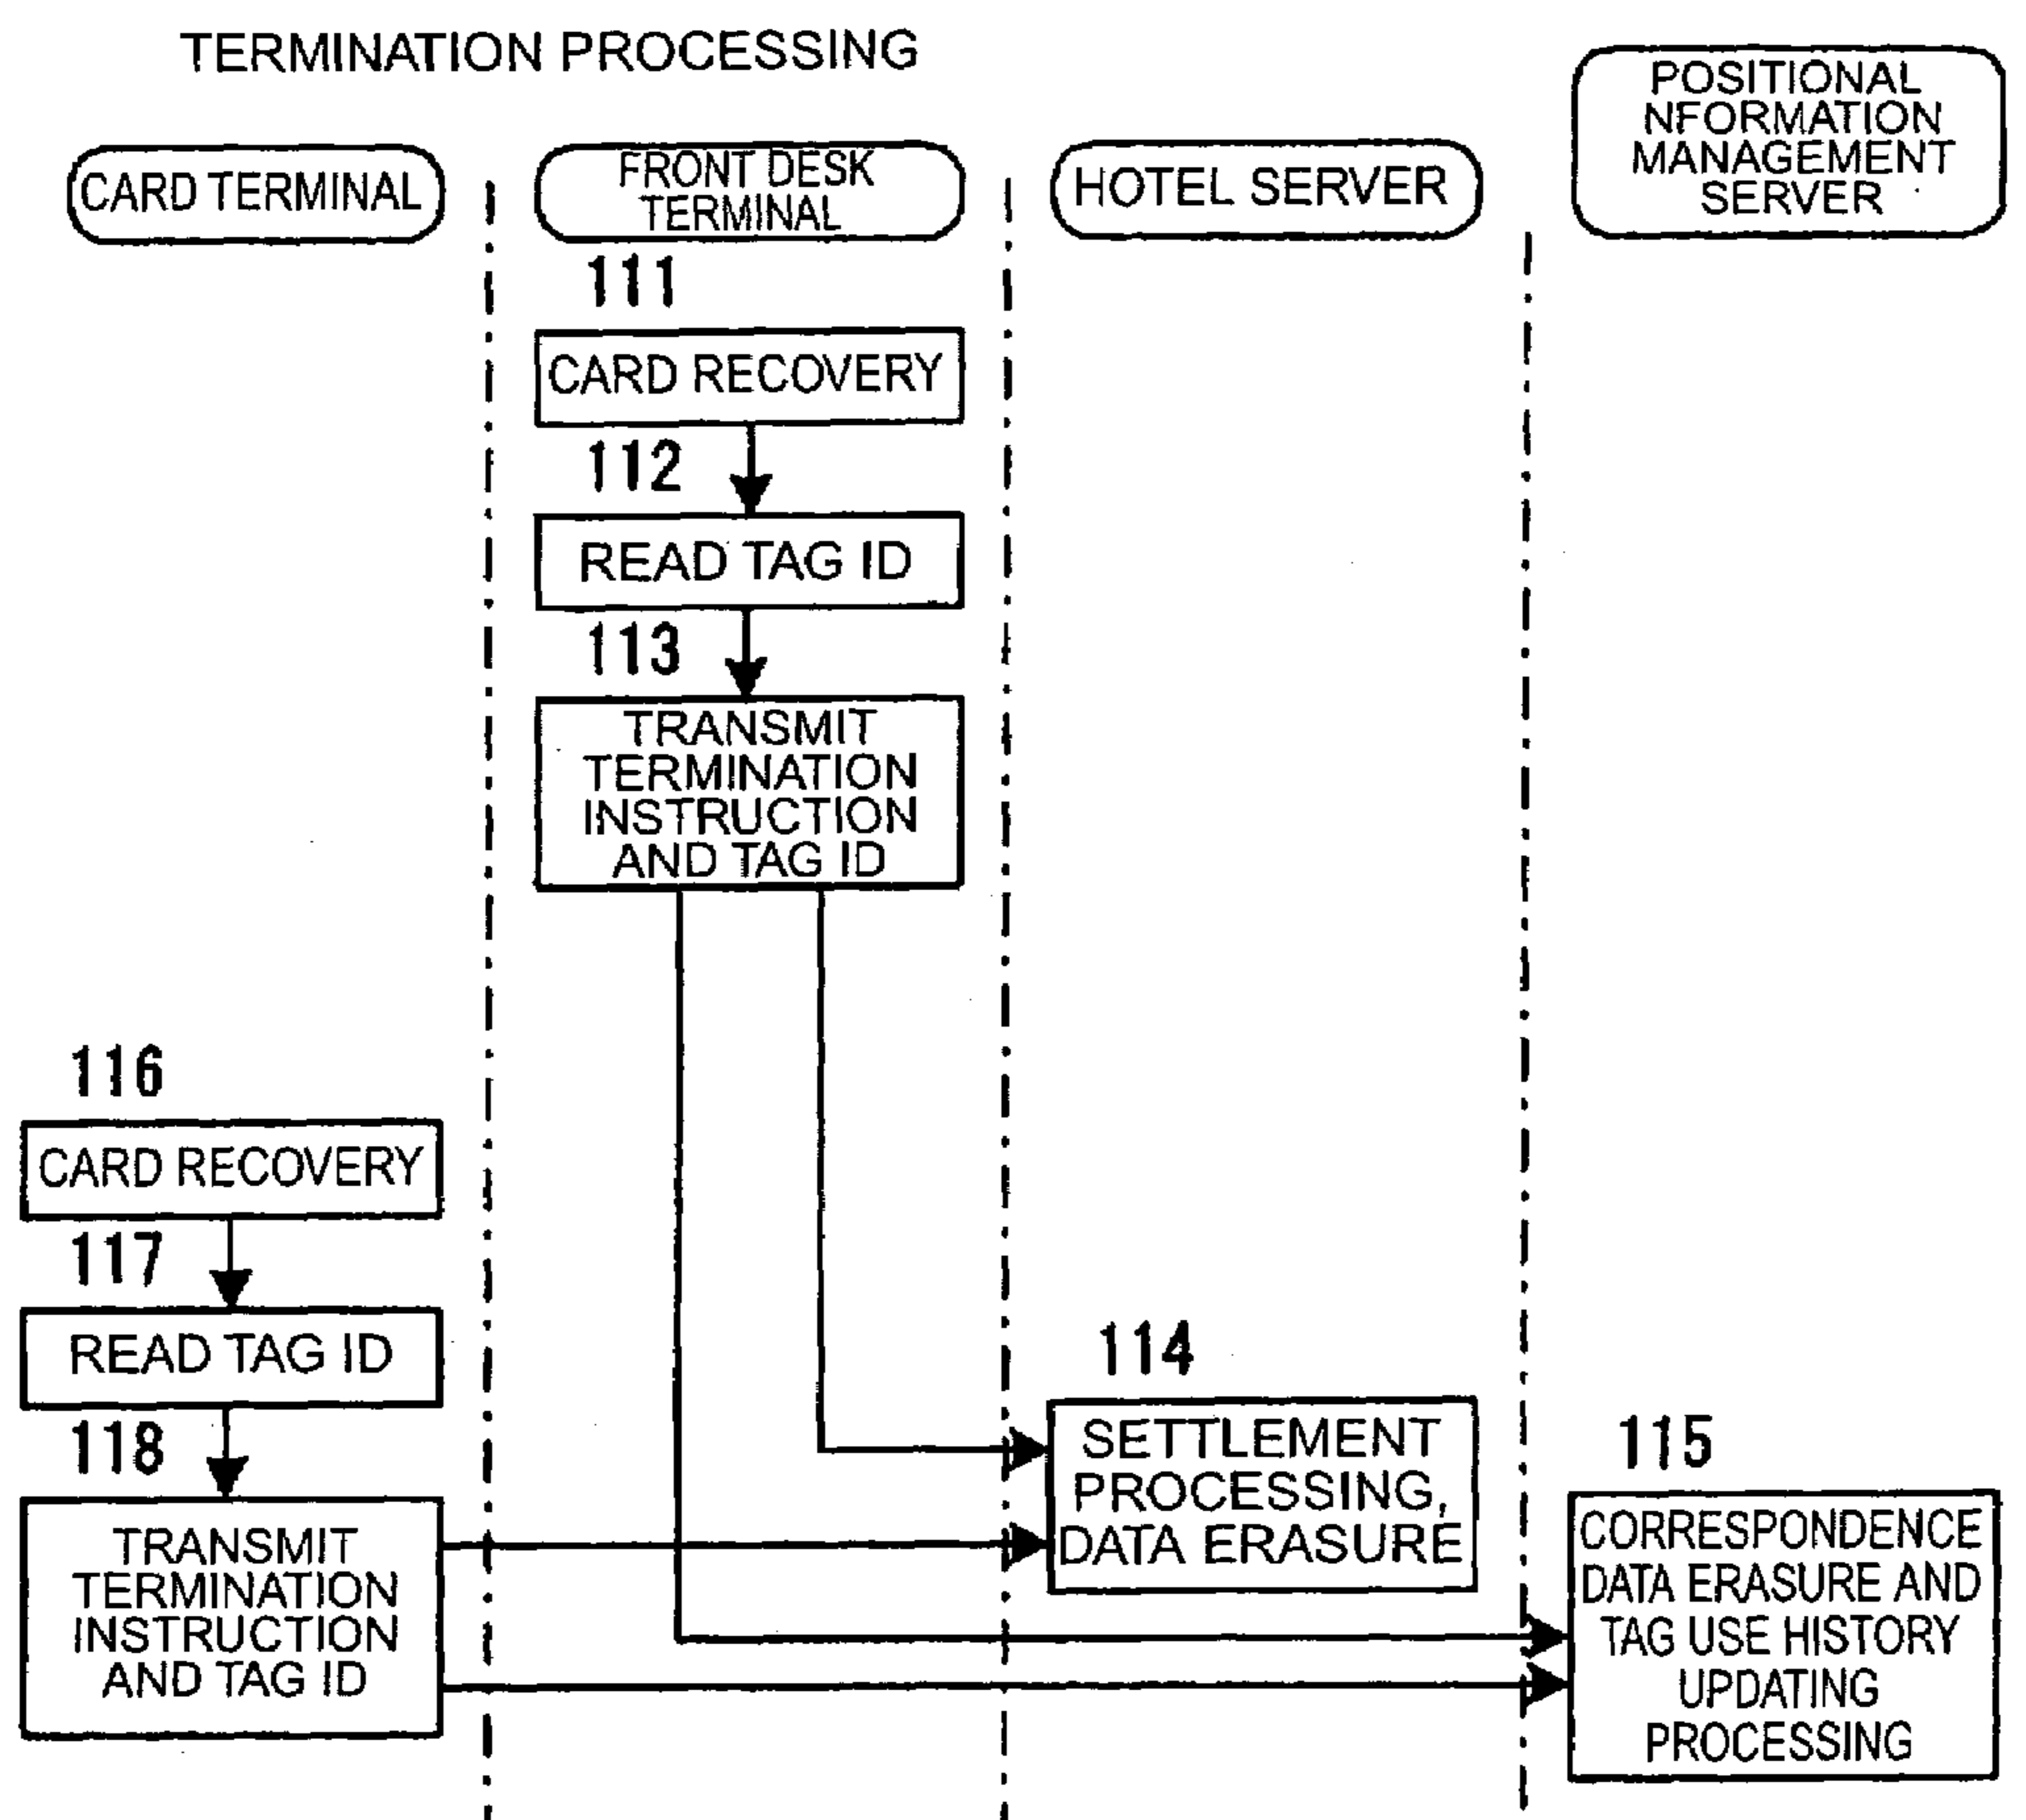 TERMINATION PROCESSING
CARD TERMINAL
FRONT DESK
TERMINAL
HOTEL SERVER
POSITIONAL
NFORMATION
MANAGEMENT
SERVER
111
CARD RECOVERY
112
READ TAG ID
113
TRANSMIT
TERMINATION
INSTRUCTION
AND TAG ID
116
CARD RECOVERY
117
READ TAG ID
118
TRANSMIT
TERMINATION
INSTRUCTION
AND TAG ID
114
SETTLEMENT
PROCESSING,
DATA ERASURE
115
CORRESPONDENCE
DATA ERASURE AND
TAG USE HISTORY
UPDATING
PROCESSING